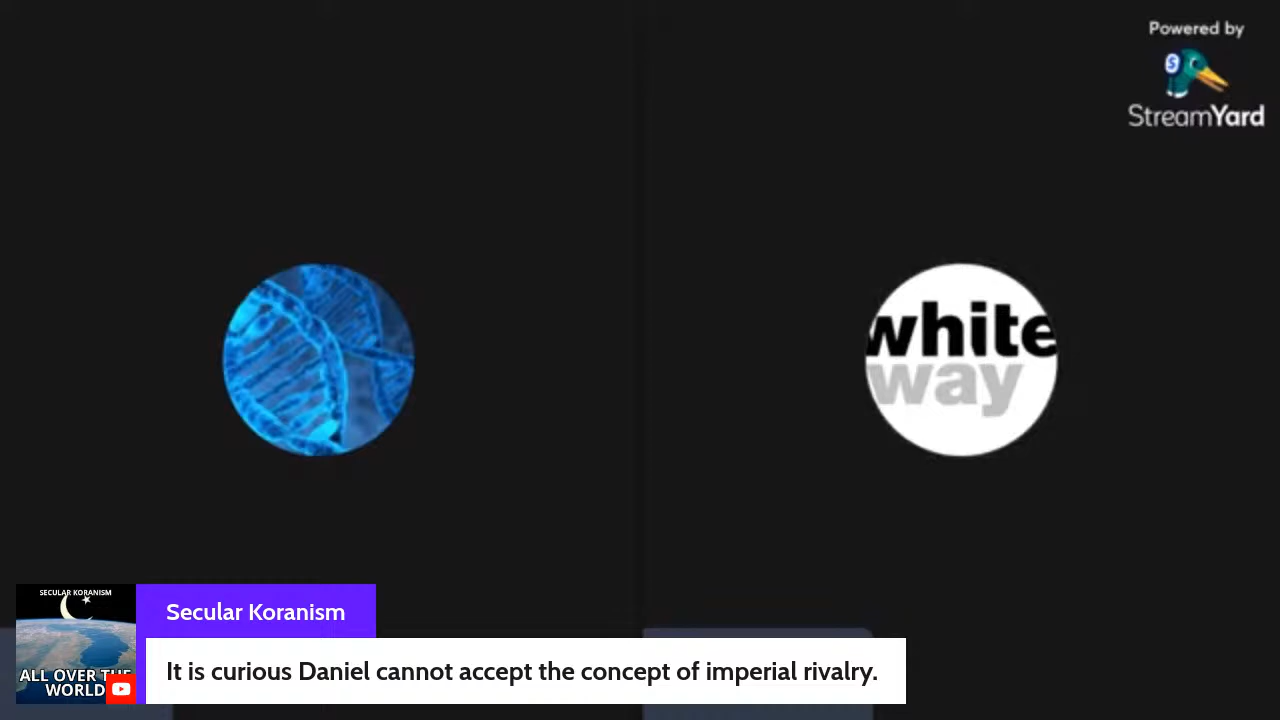 Powered by
S
StreamYard
white
way
SECULAR KORANISM
ALL OVER THE
WORLD
Secular Koranism
It is curious Daniel cannot accept the concept of imperial rivalry.